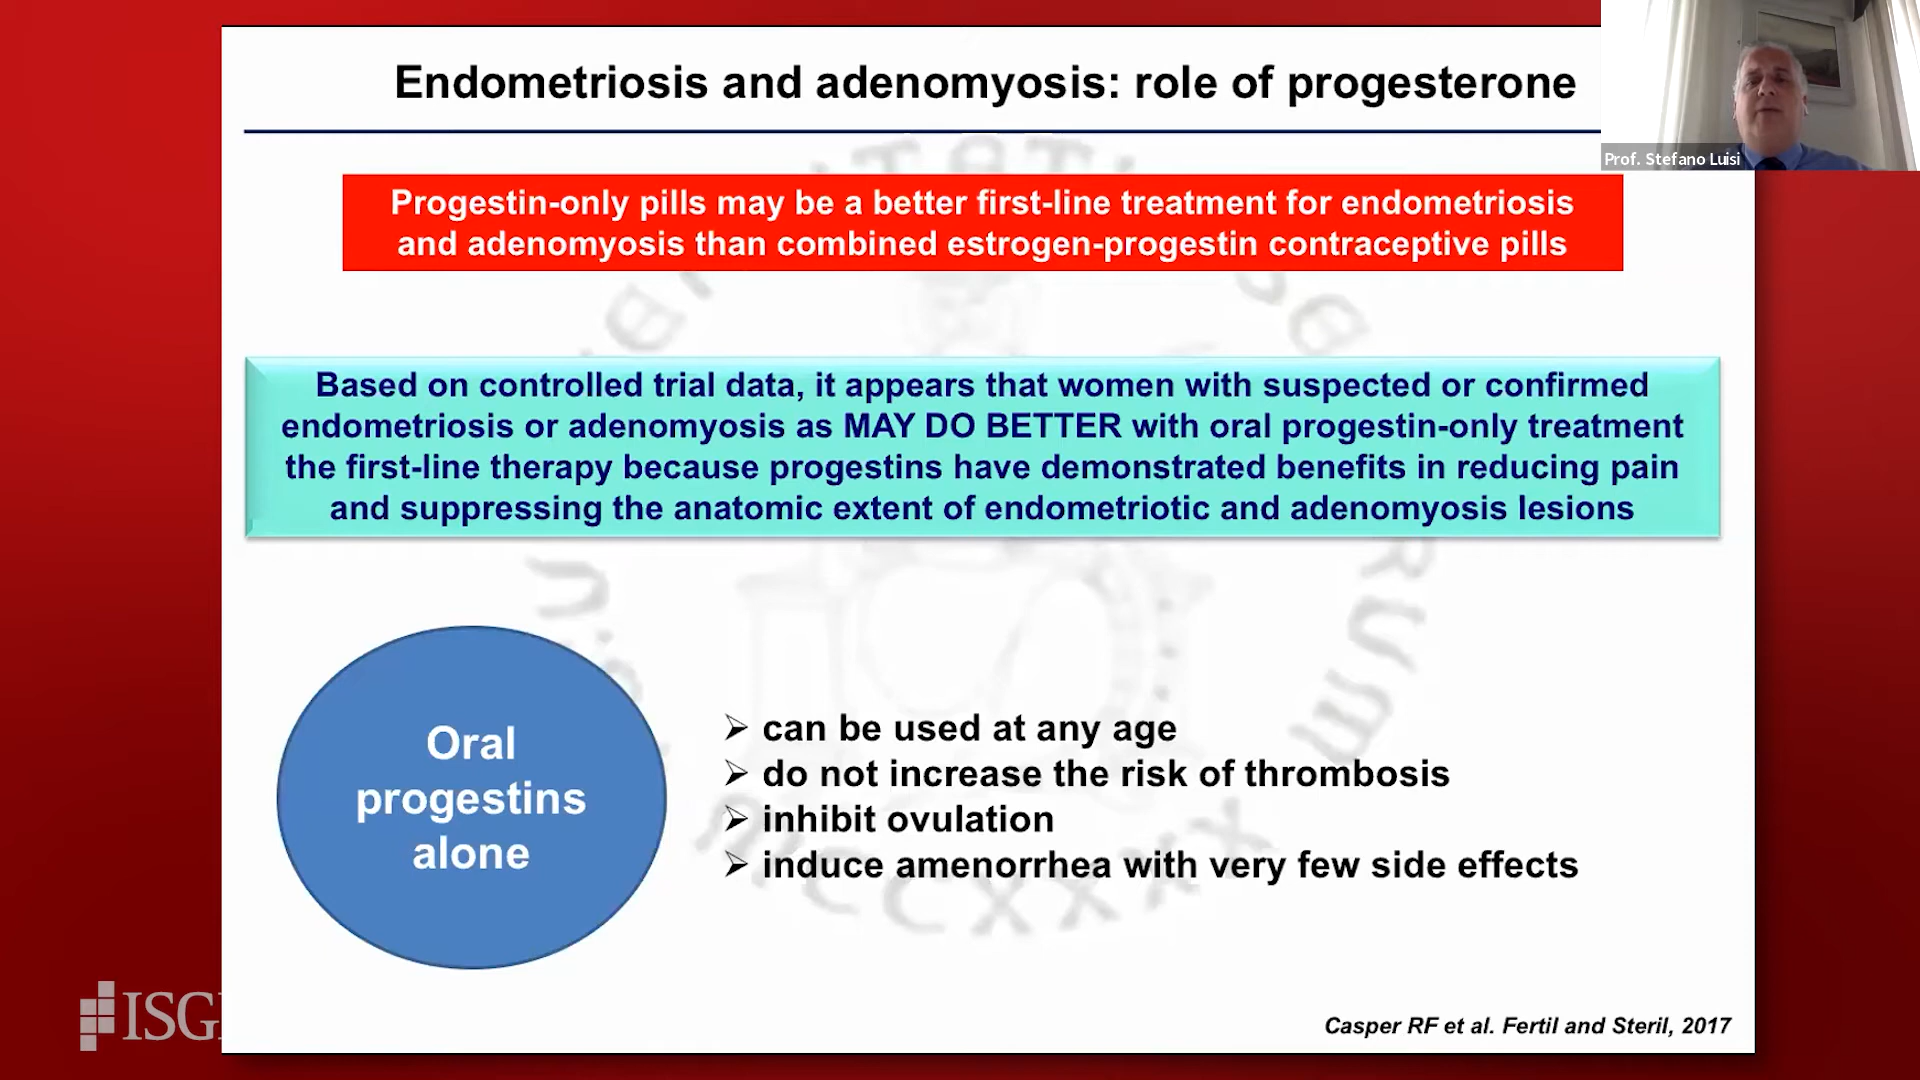 Endometriosis and adenomyosis: role of progesterone
Prof. Stefano Luisi
Progestin-only pills may be a better first-line treatment for endometriosis
and adenomyosis than combined estrogen-progestin contraceptive pills
Based on controlled trial data, it appears that women with suspected or confirmed
endometriosis or adenomyosis as MAY DO BETTER with oral progestin-only treatment
the first-line therapy because progestins have demonstrated benefits in reducing pain
and suppressing the anatomic extent of endometriotic and adenomyosis lesions
Oral
progestins
alone
➢ can be used at any age
➢ do not increase the risk of thrombosis
➢ inhibit ovulation
➢ induce amenorrhea with very few side effects
ISG
Casper RF et al. Fertil and Steril, 2017